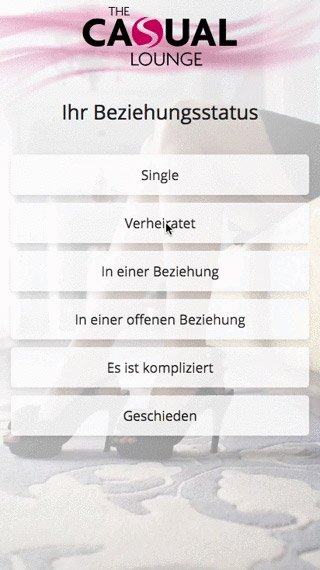 THE
CASUAL
LOUNGE
Ihr Beziehungsstatus
Single
Verheiratet
In einer Beziehung
In einer offenen Beziehung
Es ist kompliziert
Geschieden